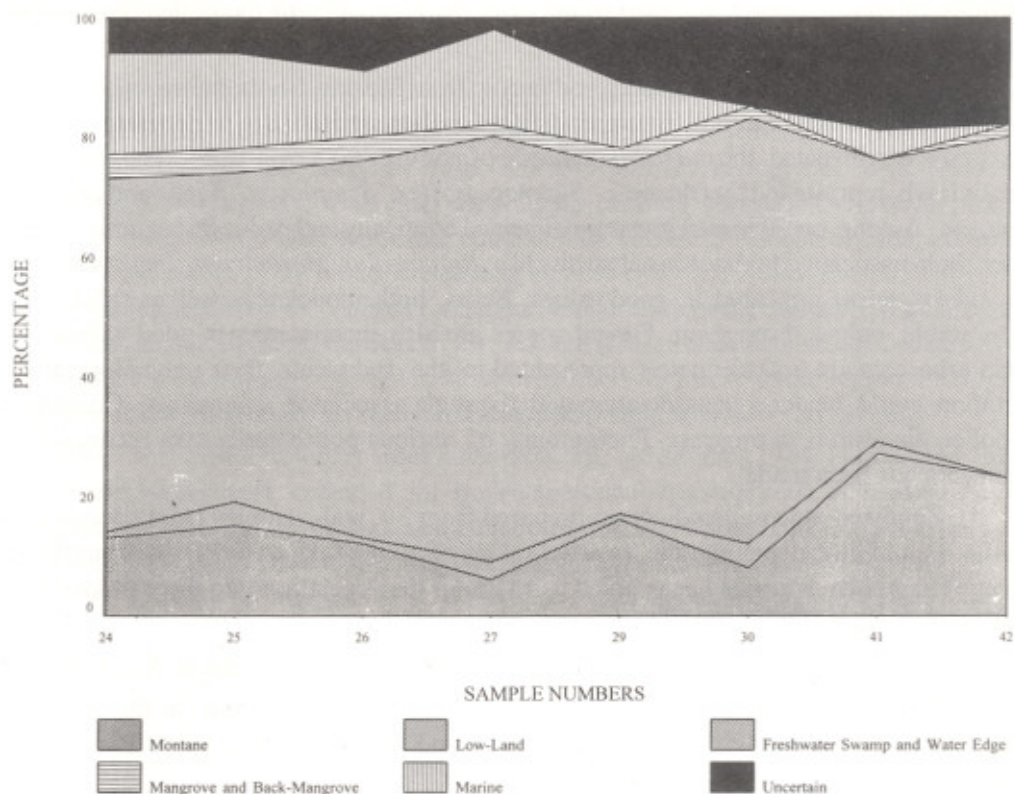 100
80
60
40
20
0
PERCENTAGE
24 25 26 27 29 30 41 42
SAMPLE NUMBERS
Montane Low-Land Freshwater Swamp and Water Edge
Mangrove and Back-Mangrove Marine Uncertain